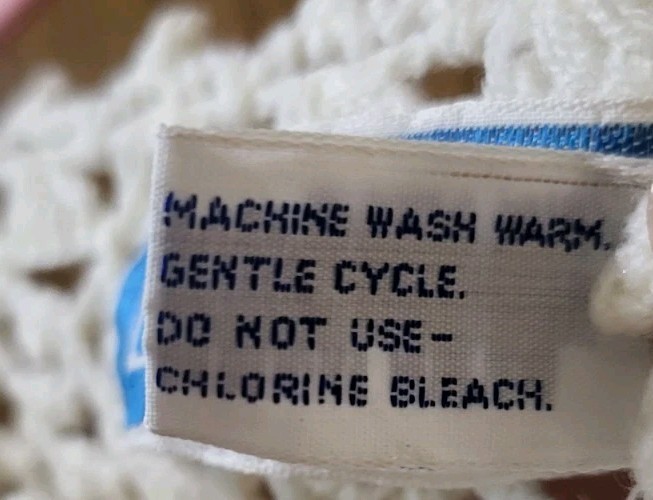 MACHINE WASH WARM.
GENTLE CYCLE.
DO NOT USE-
CHLORINE BLEACH.